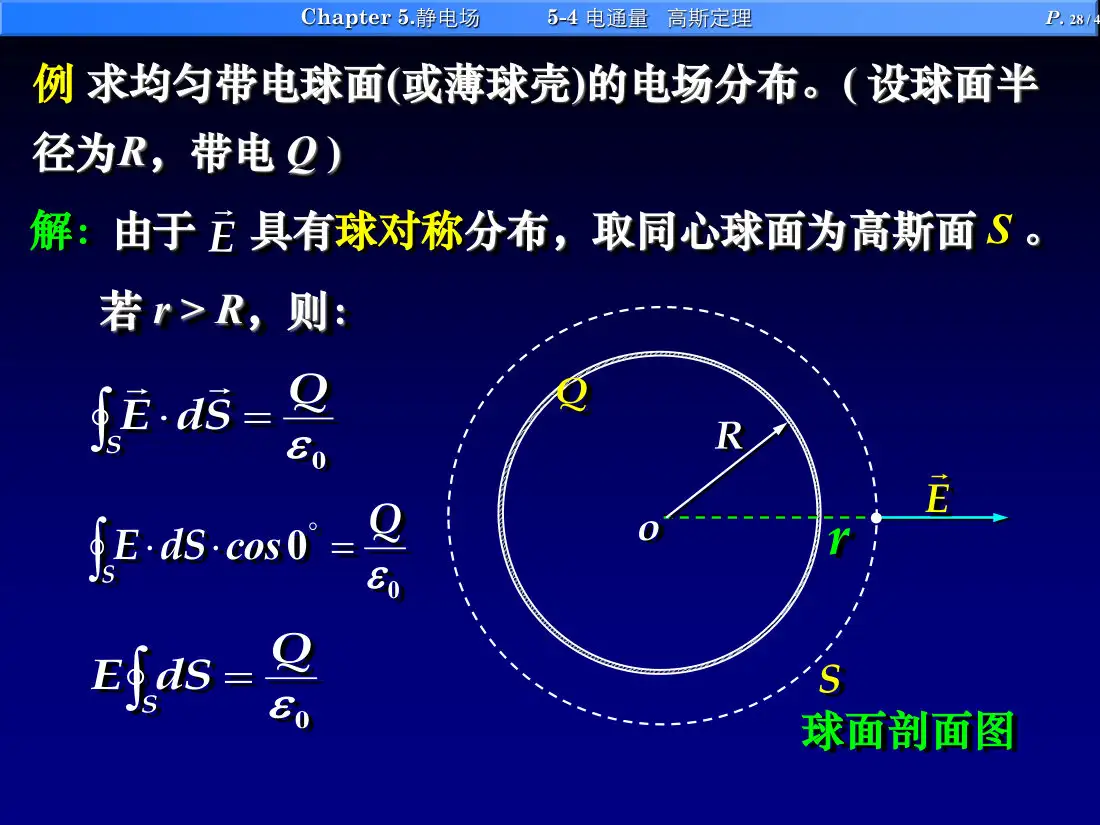 Chapter 5.静电场 5-4 电通量 高斯定理 P. 28 / 4
例 求均匀带电球面(或薄球壳)的电场分布。( 设球面半
径为R，带电 Q )
解：由于 E⃗ 具有球对称分布，取同心球面为高斯面 S 。
若 r > R，则：
∮_S E⃗ · dS⃗ = Q/ε₀
∮_S E · dS · cos 0° = Q/ε₀
E∮_S dS = Q/ε₀
Q
R
E⃗
o
r
S
球面剖面图